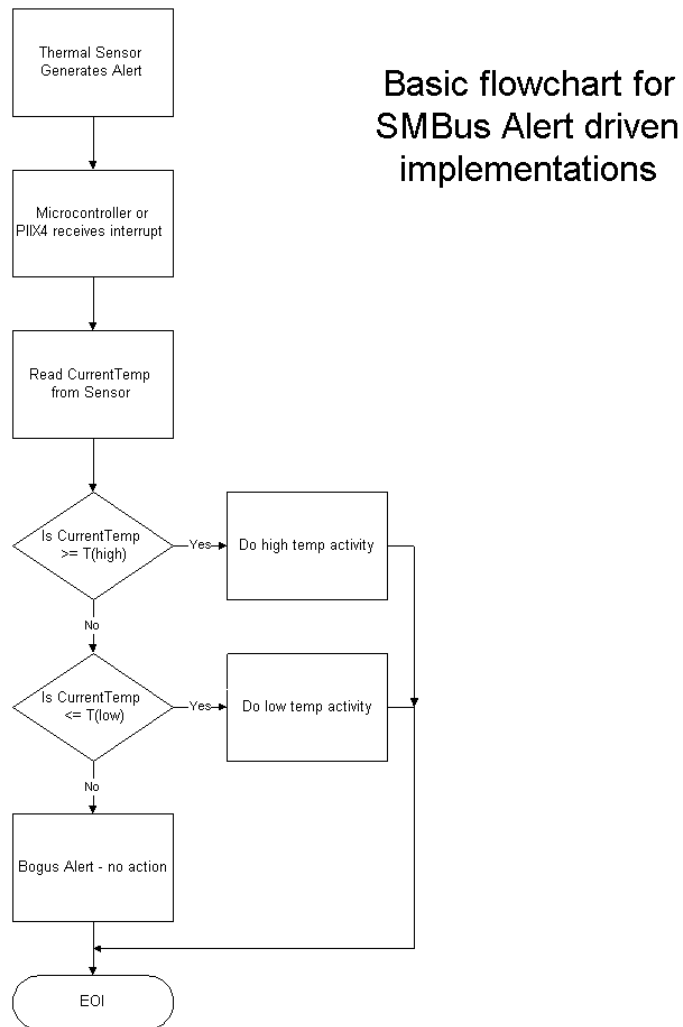 Thermal Sensor
Generates Alert
Basic flowchart for
SMBus Alert driven
implementations
Microcontroller or
PIIX4 receives interrupt
Read CurrentTemp
from Sensor
Is CurrentTemp
>= T(high)
Yes
Do high temp activity
No
Is CurrentTemp
<= T(low)
Yes
Do low temp activity
No
Bogus Alert - no action
EOI